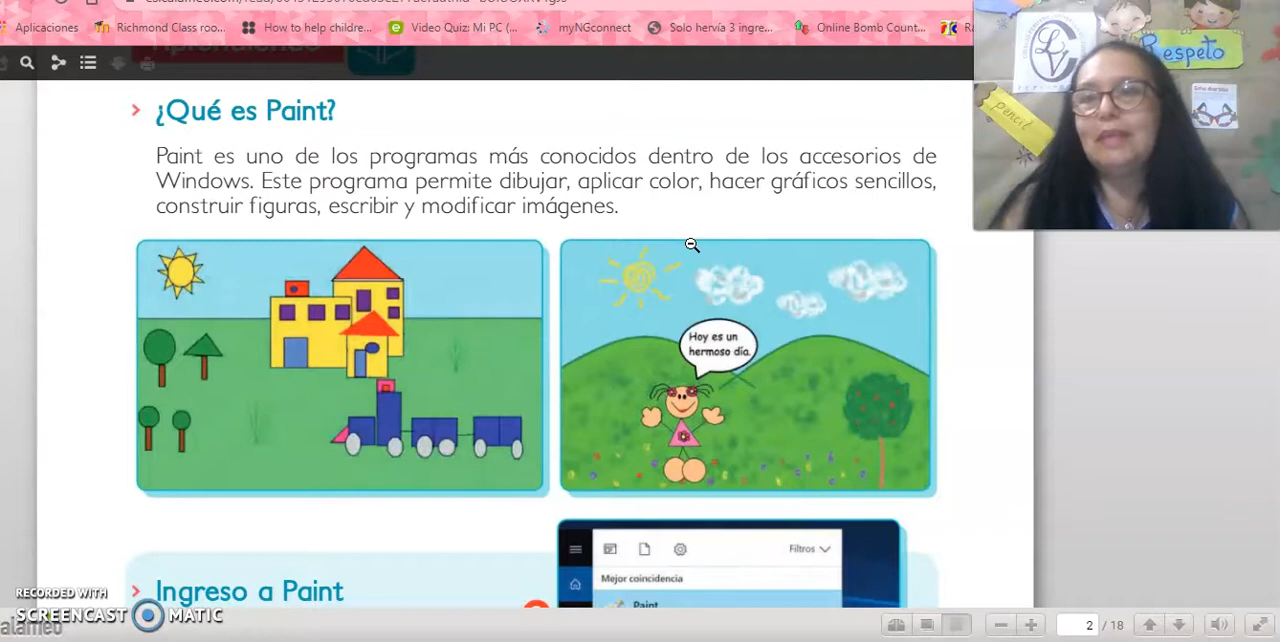 Aplicaciones
Richmond Class roo...
How to help childre...
Video Quiz: Mi PC (...
myNGconnect
Solo hervía 3 ingre...
Online Bomb Count...
¿Qué es Paint?
Paint es uno de los programas más conocidos dentro de los accesorios de
Windows. Este programa permite dibujar, aplicar color, hacer gráficos sencillos,
construir figuras, escribir y modificar imágenes.
Hoy es un
hermoso día.
Ingreso a Paint
Filtros
Mejor coincidencia
Paint
Respeto
pencil
RECORDED WITH
SCREENCAST MATIC
2 / 18